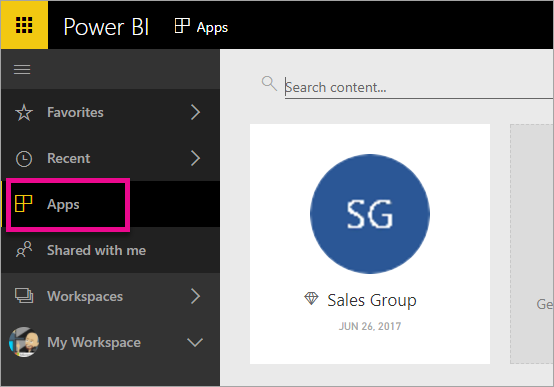 Power BI
Apps
Favorites
Recent
Apps
Shared with me
Workspaces
My Workspace
Search content...
SG
Sales Group
JUN 26, 2017
Ge